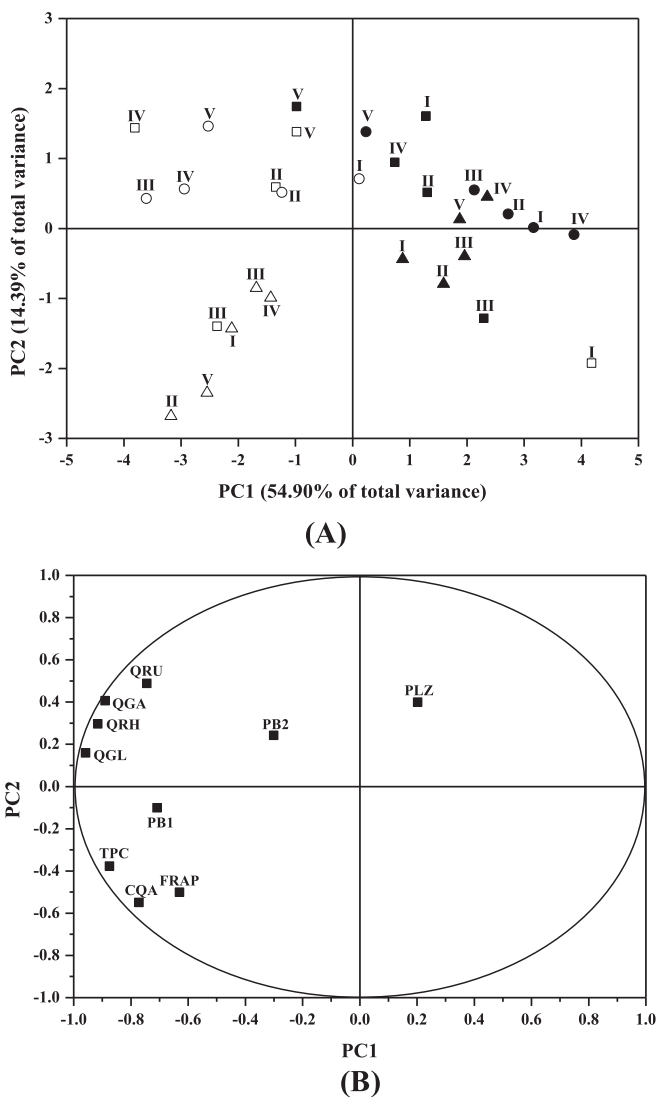 3
2
1
0
-1
-2
-3
PC2 (14.39% of total variance)
IV
V
V
V
V
I
I
IV
III
IV
II
II
I
II
III
IV
II
I
IV
V
III
IV
III
I
I
III
II
III
I
II
V
-5
-4
-3
-2
-1
0
1
2
3
4
5
PC1 (54.90% of total variance)
(A)
1.0
0.8
0.6
0.4
0.2
0.0
-0.2
-0.4
-0.6
-0.8
-1.0
PC2
QRU
QGA
QRH
QGL
PB2
PLZ
PB1
TPC
CQA
FRAP
-1.0
-0.8
-0.6
-0.4
-0.2
0.0
0.2
0.4
0.6
0.8
1.0
PC1
(B)